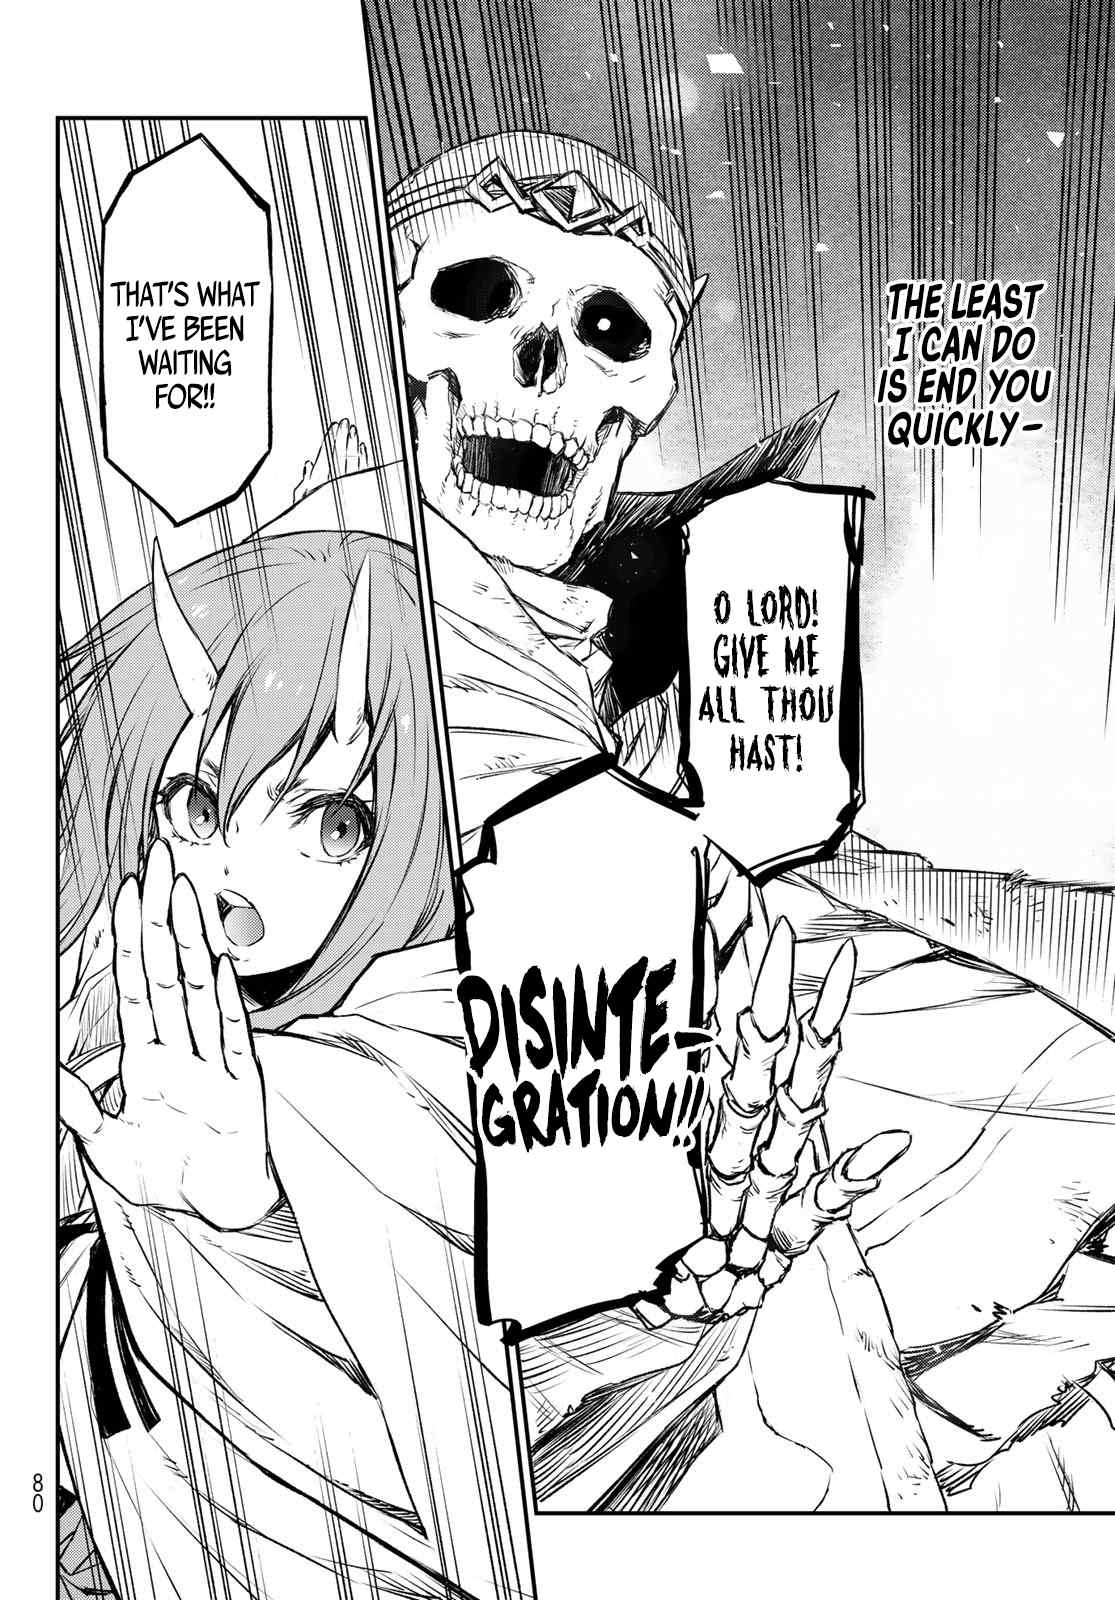 THE LEAST
I CAN DO
IS END YOU
QUICKLY–
O LORD!
GIVE ME
ALL THOU
HAST!
DISINTE–
GRATION!!
THAT'S WHAT
I'VE BEEN
WAITING
FOR!!
80